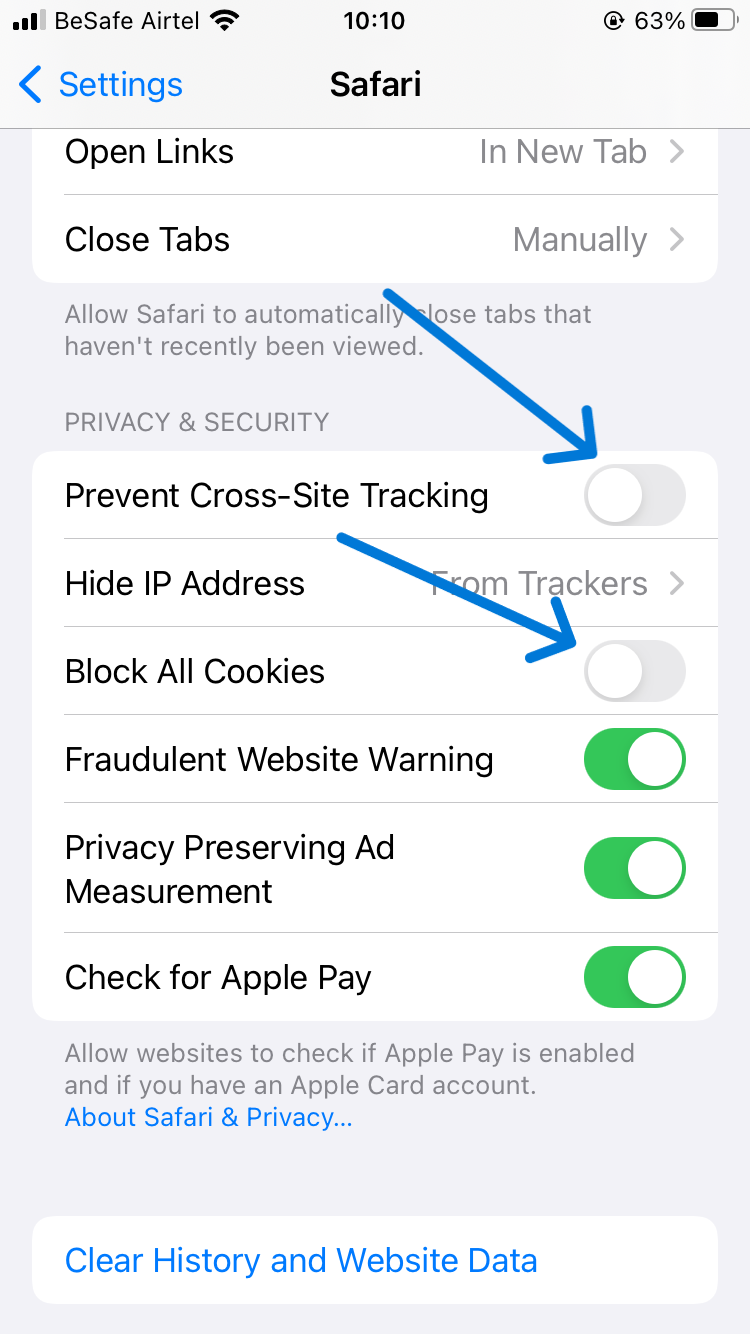 BeSafe Airtel 10:10 63%
Settings Safari
Open Links In New Tab
Close Tabs Manually
Allow Safari to automatically close tabs that
haven't recently been viewed.
PRIVACY & SECURITY
Prevent Cross-Site Tracking
Hide IP Address From Trackers
Block All Cookies
Fraudulent Website Warning
Privacy Preserving Ad
Measurement
Check for Apple Pay
Allow websites to check if Apple Pay is enabled
and if you have an Apple Card account.
About Safari & Privacy...
Clear History and Website Data